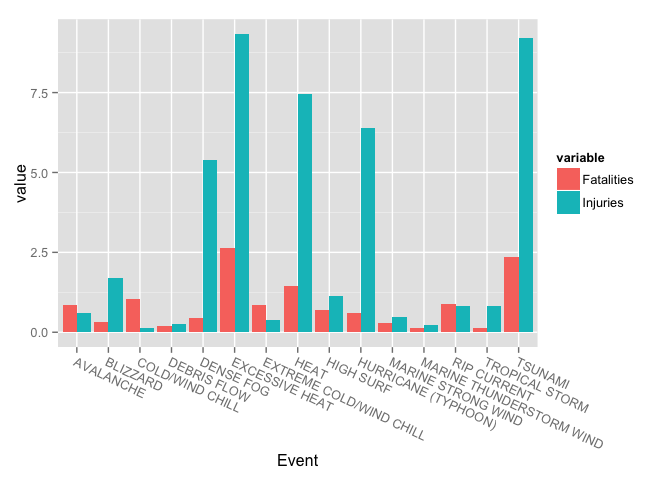 value
7.5
5.0
2.5
0.0
AVALANCHE
BLIZZARD
COLD/WIND CHILL
DEBRIS FLOW
DENSE FOG
EXCESSIVE HEAT
EXTREME COLD/WIND CHILL
HEAT
HIGH SURF
HURRICANE (TYPHOON)
MARINE STRONG WIND
MARINE THUNDERSTORM WIND
RIP CURRENT
TROPICAL STORM
TSUNAMI
Event
variable
Fatalities
Injuries